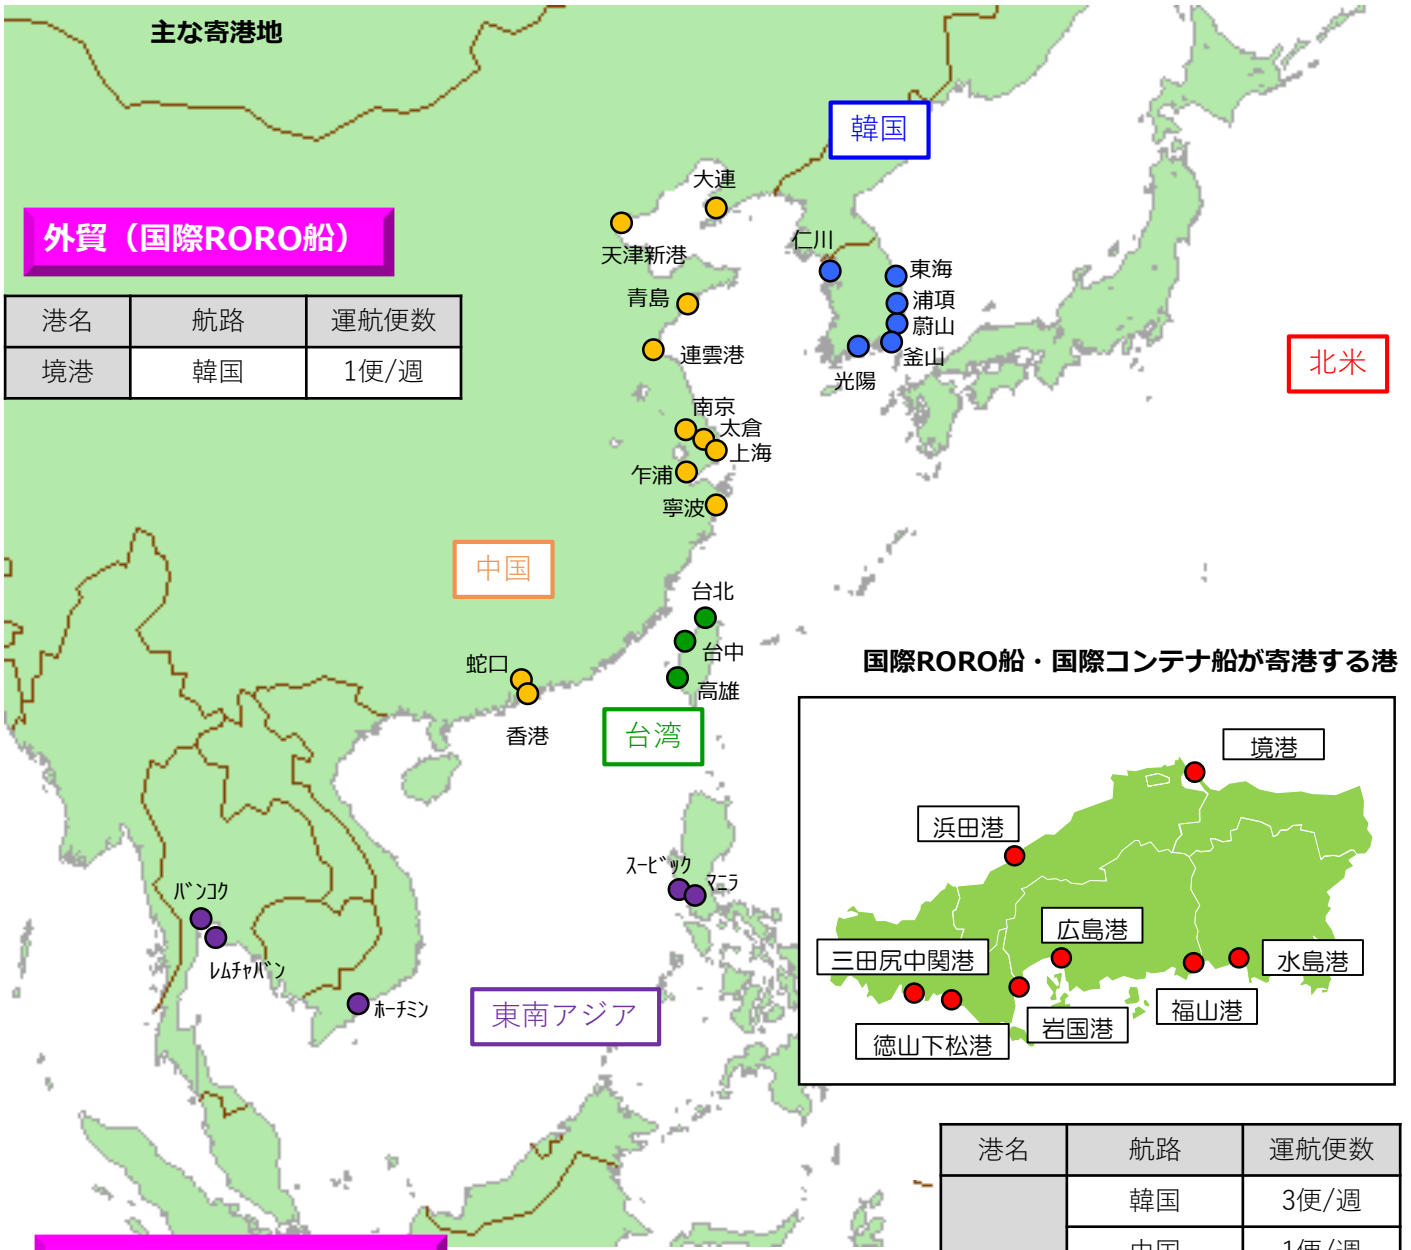 主な寄港地
韓国
大連
外貿（国際RORO船）
仁川
天津新港
東海
青島
浦項
蔚山
港名 航路 運航便数
連雲港
釜山
北米
境港 韓国 1便/週
光陽
南京
太倉
上海
乍浦
寧波
中国
台北
台中
国際RORO船・国際コンテナ船が寄港する港
蛇口
高雄
香港
台湾
境港
浜田港
ｽｰﾋﾞｯｸ
ﾏﾆﾗ
ﾊﾞﾝｺｸ
広島港
三田尻中関港
水島港
ﾚﾑﾁｬﾊﾞﾝ
ﾎｰﾁﾐﾝ
東南アジア
福山港
岩国港
徳山下松港
港名 航路 運航便数
韓国 3便/週
中国 1便/週